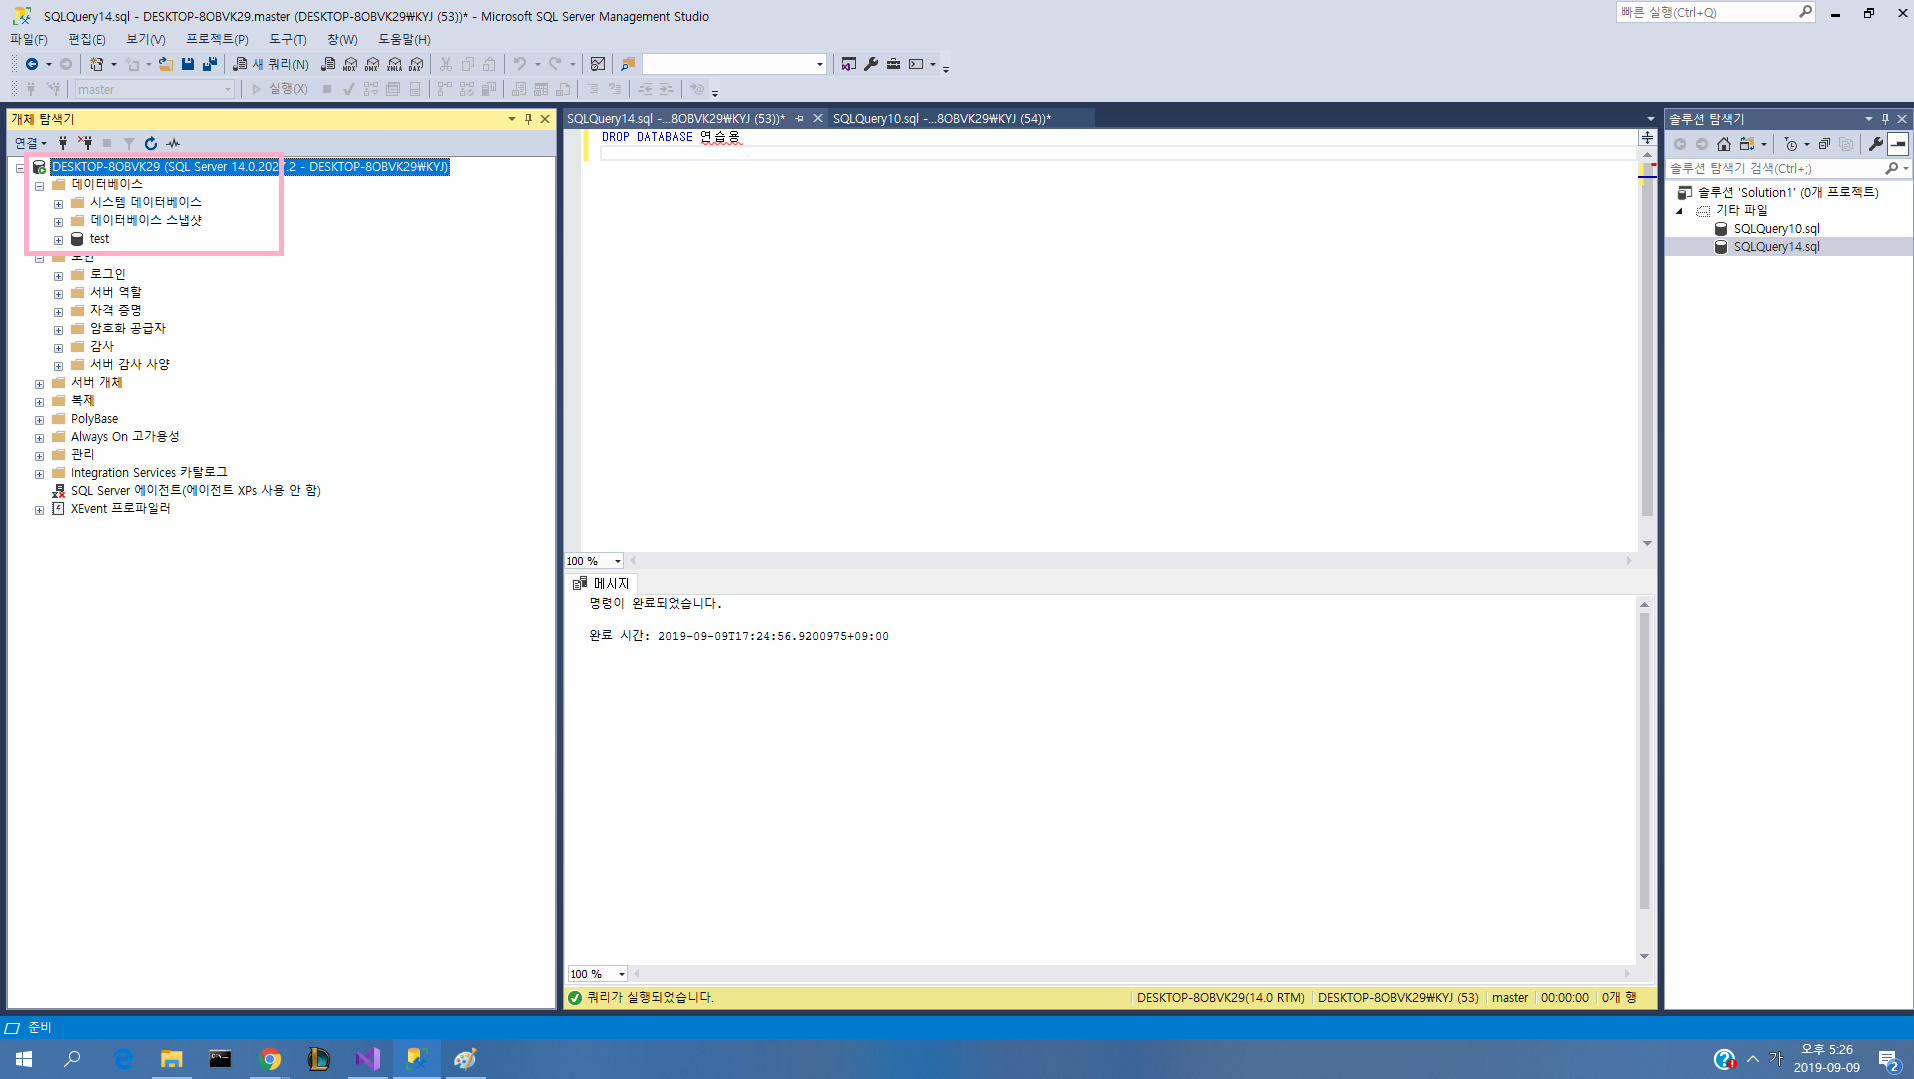 SQLQuery14.sql - DESKTOP-8OBVK29.master (DESKTOP-8OBVK29₩KYJ (53))* - Microsoft SQL Server Management Studio
빠른 실행(Ctrl+Q)
파일(F) 편집(E) 보기(V) 프로젝트(P) 도구(T) 창(W) 도움말(H)
새 쿼리(N) MDX DMX XMLA DAX
master 실행(X)
개체 탐색기
연결
DESKTOP-8OBVK29 (SQL Server 14.0.2027.2 - DESKTOP-8OBVK29₩KYJ)
데이터베이스
시스템 데이터베이스
데이터베이스 스냅샷
test
보안
로그인
서버 역할
자격 증명
암호화 공급자
감사
서버 감사 사양
서버 개체
복제
PolyBase
Always On 고가용성
관리
Integration Services 카탈로그
SQL Server 에이전트(에이전트 XPs 사용 안 함)
XEvent 프로파일러
SQLQuery14.sql -...8OBVK29₩KYJ (53))* SQLQuery10.sql -...8OBVK29₩KYJ (54))*
DROP DATABASE 연습용
100 %
메시지
명령이 완료되었습니다.
완료 시간: 2019-09-09T17:24:56.9200975+09:00
100 %
쿼리가 실행되었습니다. DESKTOP-8OBVK29(14.0 RTM) DESKTOP-8OBVK29₩KYJ (53) master 00:00:00 0개 행
솔루션 탐색기
솔루션 탐색기 검색(Ctrl+;)
솔루션 'Solution1' (0개 프로젝트)
기타 파일
SQLQuery10.sql
SQLQuery14.sql
준비
가
오후 5:26
2019-09-09
2